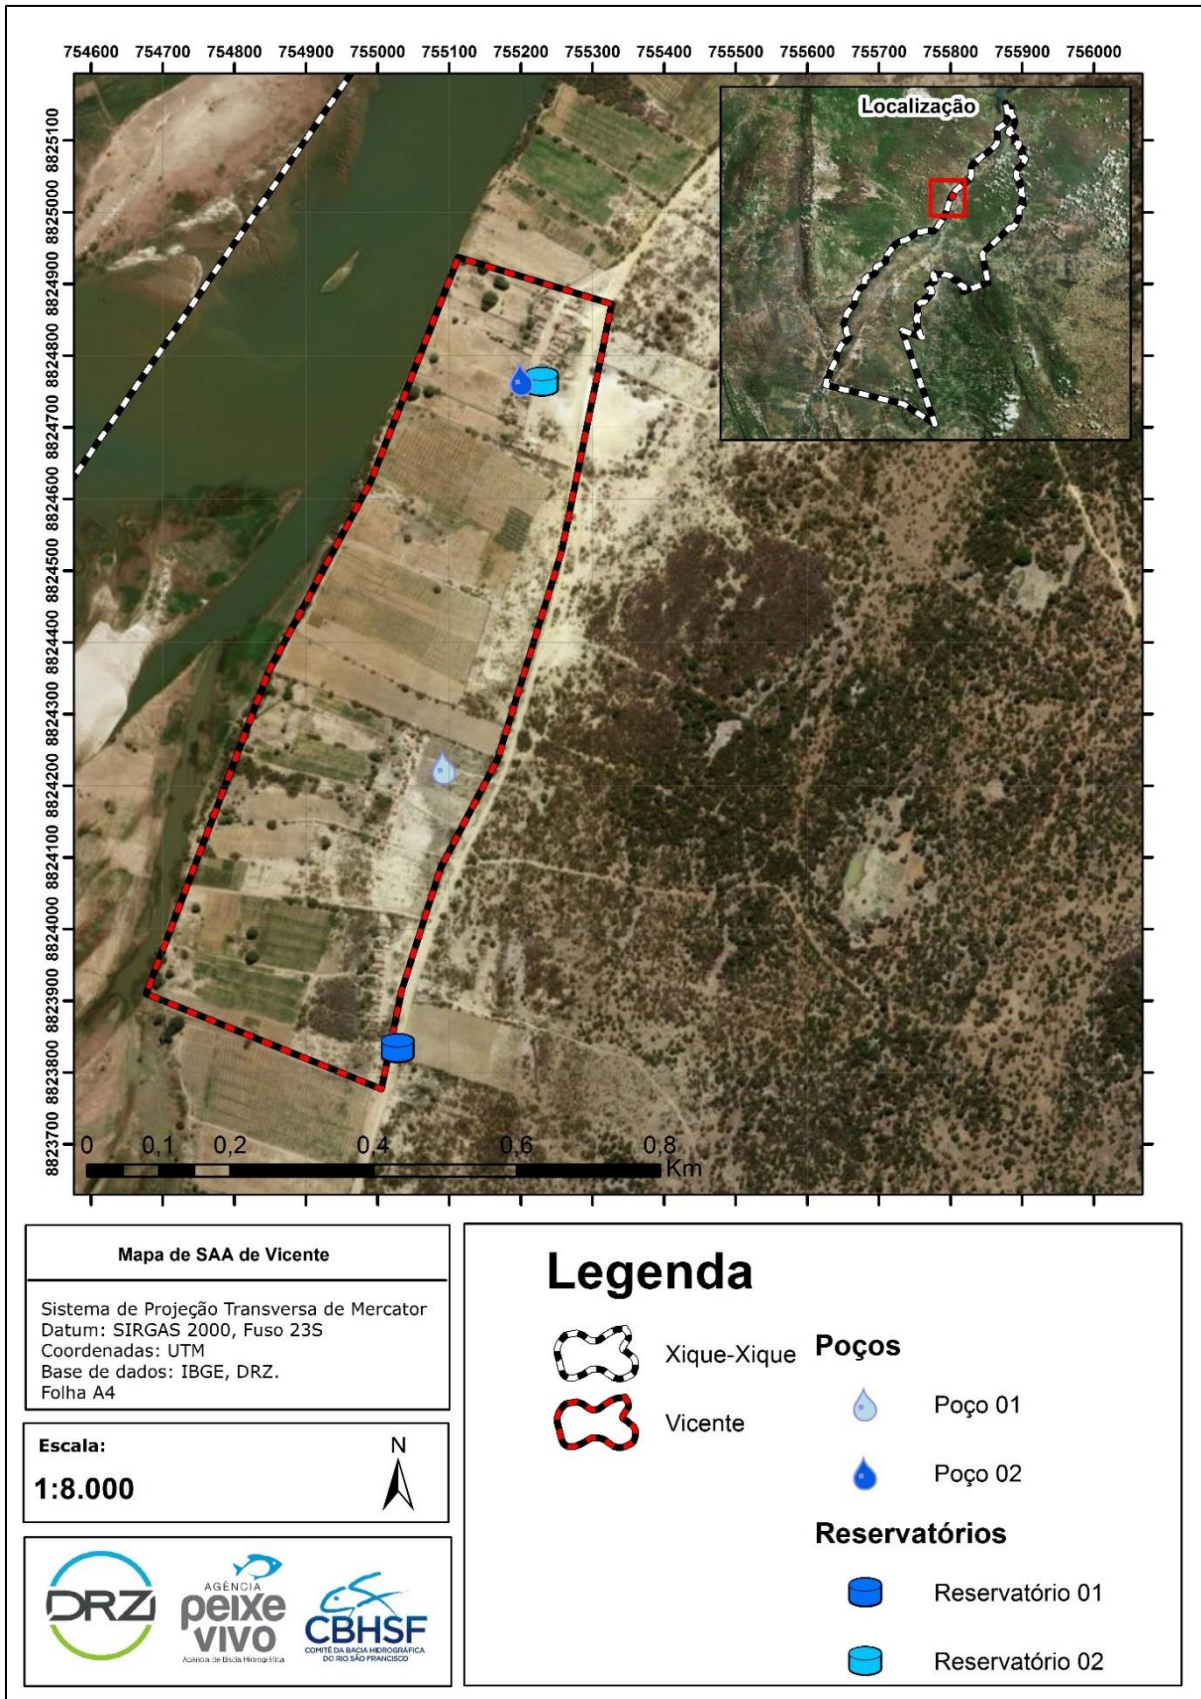 754600 754700 754800 754900 755000 755100 755200 755300 755400 755500 755600 755700 755800 755900 756000
8825100
8825000
8824900
8824800
8824700
8824600
8824500
8824400
8824300
8824200
8824100
8824000
8823900
8823800
8823700
Localização
0 0,1 0,2 0,4 0,6 0,8
Km
Mapa de SAA de Vicente
Sistema de Projeção Transversa de Mercator
Datum: SIRGAS 2000, Fuso 23S
Coordenadas: UTM
Base de dados: IBGE, DRZ.
Folha A4
Escala:
1:8.000
N
DRZ
AGÊNCIA
peixe
vivo
Agência de Bacia Hidrográfica
CBHSF
COMITÊ DA BACIA HIDROGRÁFICA
DO RIO SÃO FRANCISCO
Legenda
Xique-Xique
Vicente
Poços
Poço 01
Poço 02
Reservatórios
Reservatório 01
Reservatório 02